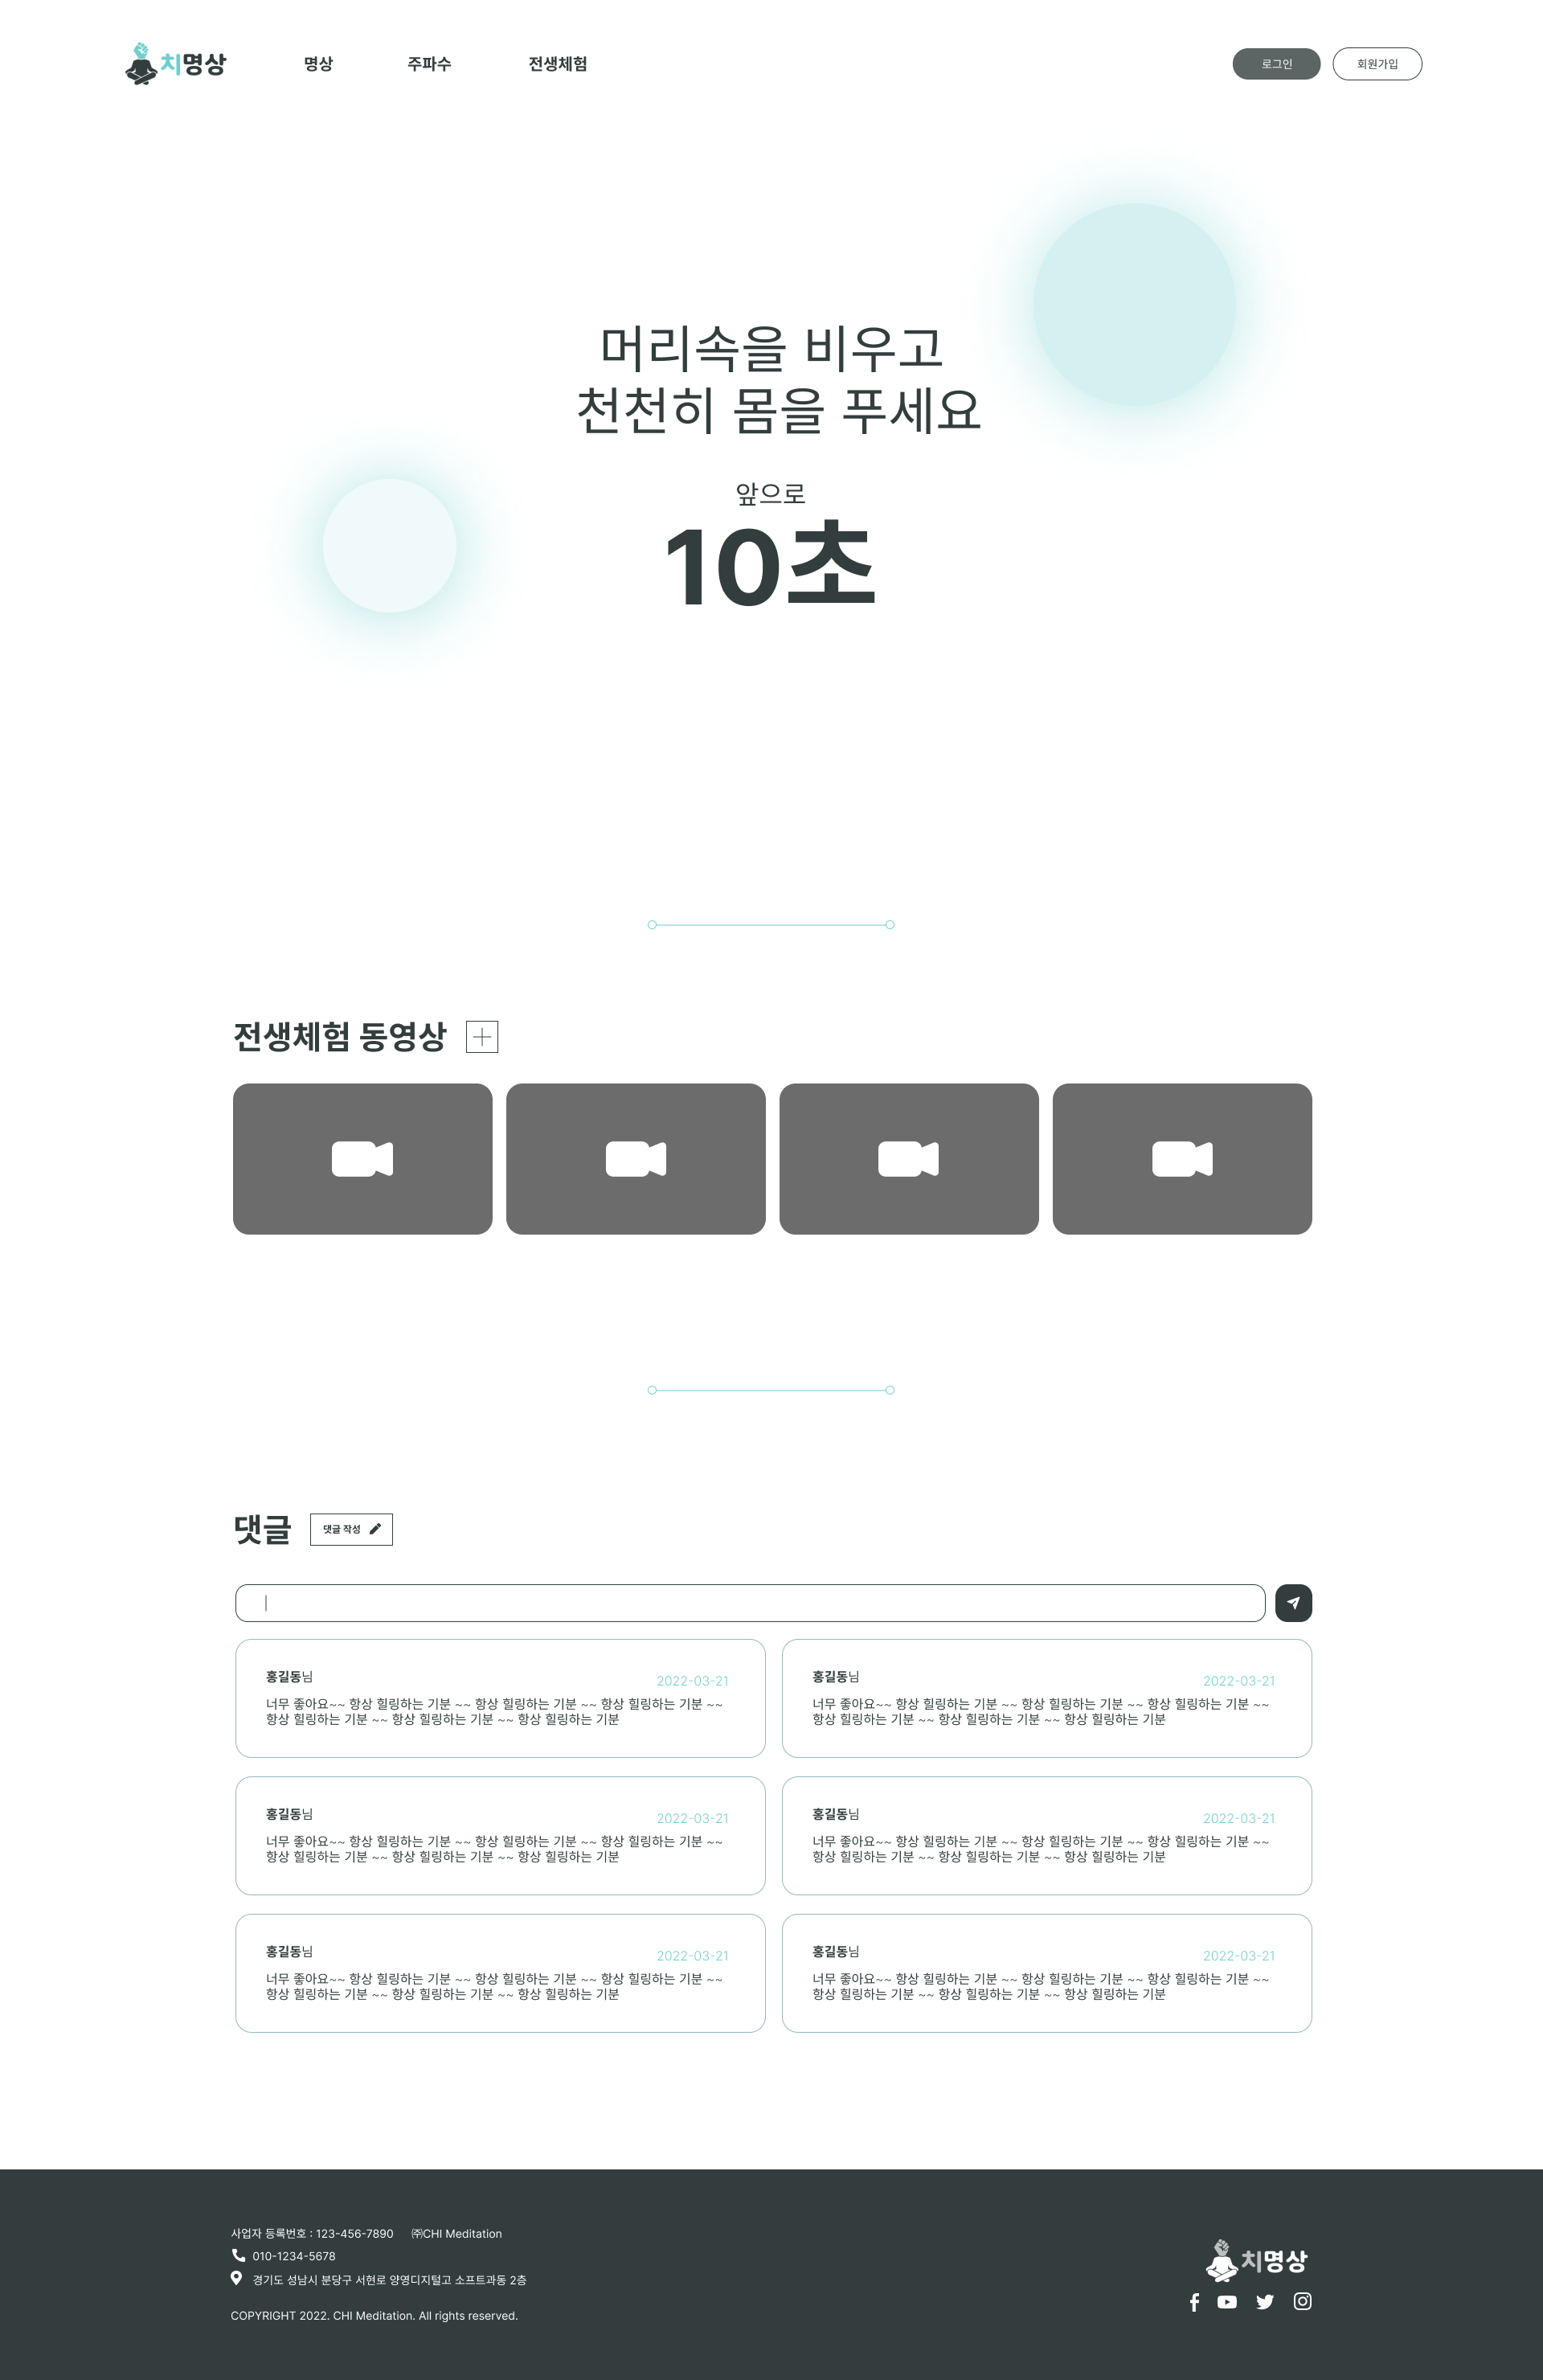 치명상
명상
주파수
전생체험
로그인
회원가입
머리속을 비우고
천천히 몸을 푸세요
앞으로
10초
전생체험 동영상
댓글
댓글 작성
홍길동님
2022-03-21
너무 좋아요~~ 항상 힐링하는 기분 ~~ 항상 힐링하는 기분 ~~ 항상 힐링하는 기분 ~~
항상 힐링하는 기분 ~~ 항상 힐링하는 기분 ~~ 항상 힐링하는 기분
홍길동님
2022-03-21
너무 좋아요~~ 항상 힐링하는 기분 ~~ 항상 힐링하는 기분 ~~ 항상 힐링하는 기분 ~~
항상 힐링하는 기분 ~~ 항상 힐링하는 기분 ~~ 항상 힐링하는 기분
홍길동님
2022-03-21
너무 좋아요~~ 항상 힐링하는 기분 ~~ 항상 힐링하는 기분 ~~ 항상 힐링하는 기분 ~~
항상 힐링하는 기분 ~~ 항상 힐링하는 기분 ~~ 항상 힐링하는 기분
홍길동님
2022-03-21
너무 좋아요~~ 항상 힐링하는 기분 ~~ 항상 힐링하는 기분 ~~ 항상 힐링하는 기분 ~~
항상 힐링하는 기분 ~~ 항상 힐링하는 기분 ~~ 항상 힐링하는 기분
홍길동님
2022-03-21
너무 좋아요~~ 항상 힐링하는 기분 ~~ 항상 힐링하는 기분 ~~ 항상 힐링하는 기분 ~~
항상 힐링하는 기분 ~~ 항상 힐링하는 기분 ~~ 항상 힐링하는 기분
홍길동님
2022-03-21
너무 좋아요~~ 항상 힐링하는 기분 ~~ 항상 힐링하는 기분 ~~ 항상 힐링하는 기분 ~~
항상 힐링하는 기분 ~~ 항상 힐링하는 기분 ~~ 항상 힐링하는 기분
사업자 등록번호 : 123-456-7890 ㈜CHI Meditation
010-1234-5678
경기도 성남시 분당구 서현로 양영디지털고 소프트과동 2층
COPYRIGHT 2022. CHI Meditation. All rights reserved.
치명상